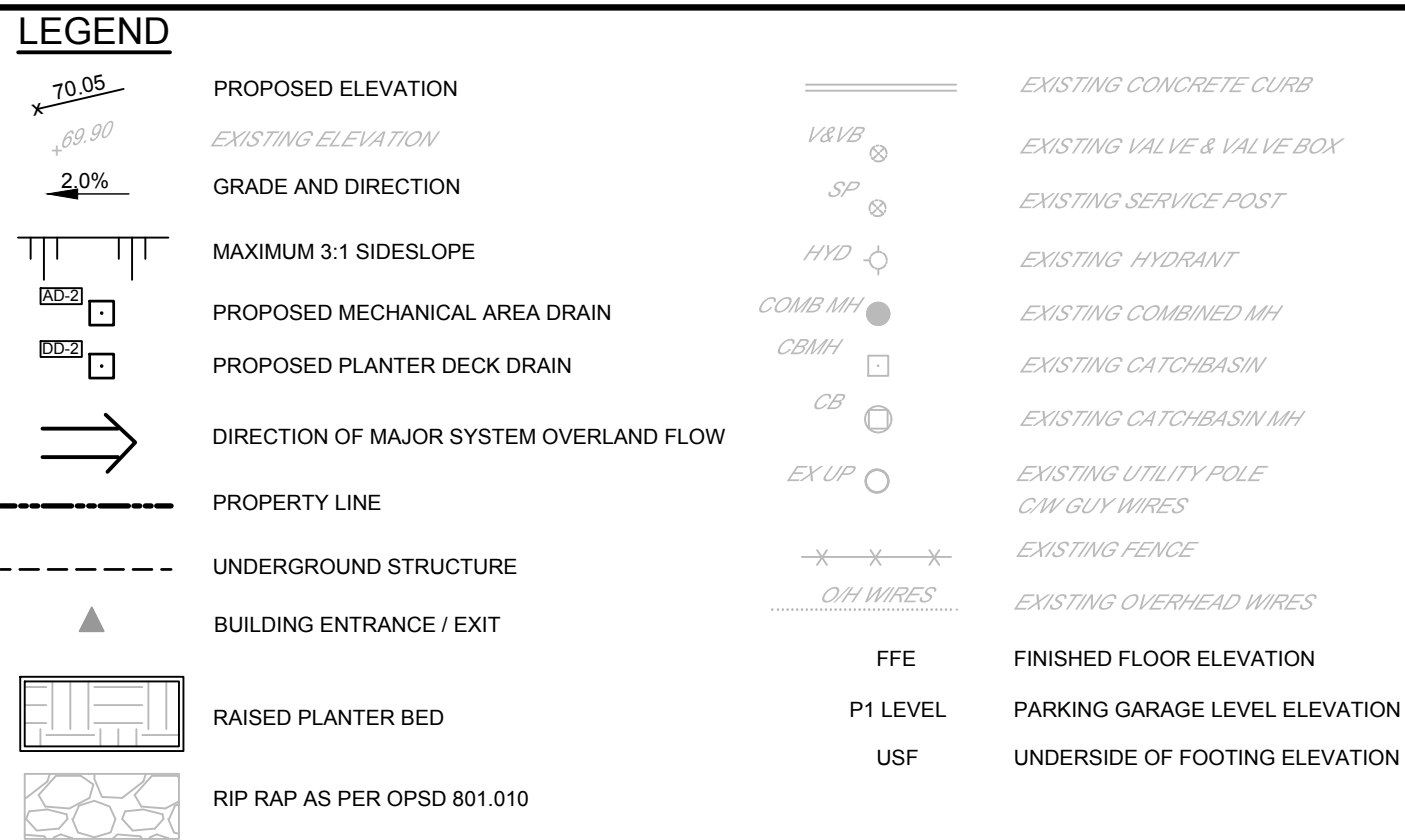 LEGEND
70.05
x
PROPOSED ELEVATION
+69.90
EXISTING ELEVATION
2.0%
GRADE AND DIRECTION
MAXIMUM 3:1 SIDESLOPE
AD-2
PROPOSED MECHANICAL AREA DRAIN
DD-2
PROPOSED PLANTER DECK DRAIN
DIRECTION OF MAJOR SYSTEM OVERLAND FLOW
PROPERTY LINE
UNDERGROUND STRUCTURE
BUILDING ENTRANCE / EXIT
RAISED PLANTER BED
RIP RAP AS PER OPSD 801.010
EXISTING CONCRETE CURB
V&VB
EXISTING VALVE & VALVE BOX
SP
EXISTING SERVICE POST
HYD
EXISTING HYDRANT
COMB MH
EXISTING COMBINED MH
CBMH
EXISTING CATCHBASIN
CB
EXISTING CATCHBASIN MH
EX UP
EXISTING UTILITY POLE
C/W GUY WIRES
EXISTING FENCE
O/H WIRES
EXISTING OVERHEAD WIRES
FFE
FINISHED FLOOR ELEVATION
P1 LEVEL
PARKING GARAGE LEVEL ELEVATION
USF
UNDERSIDE OF FOOTING ELEVATION